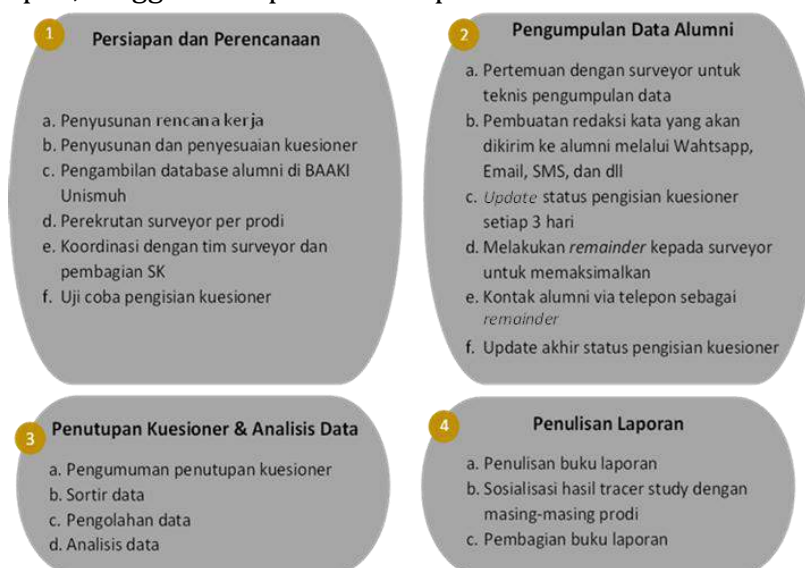 1
Persiapan dan Perencanaan
a. Penyusunan rencana kerja
b. Penyusunan dan penyesuaian kuesioner
c. Pengambilan database alumni di BAAKI
Unismuh
d. Perekrutan surveyor per prodi
e. Koordinasi dengan tim surveyor dan
pembagian SK
f. Uji coba pengisian kuesioner
2
Pengumpulan Data Alumni
a. Pertemuan dengan surveyor untuk
teknis pengumpulan data
b. Pembuatan redaksi kata yang akan
dikirim ke alumni melalui Wahtsapp,
Email, SMS, dan dll
c. Update status pengisian kuesioner
setiap 3 hari
d. Melakukan remainder kepada surveyor
untuk memaksimalkan
e. Kontak alumni via telepon sebagai
remainder
f. Update akhir status pengisian kuesioner
3
Penutupan Kuesioner & Analisis Data
a. Pengumuman penutupan kuesioner
b. Sortir data
c. Pengolahan data
d. Analisis data
4
Penulisan Laporan
a. Penulisan buku laporan
b. Sosialisasi hasil tracer study dengan
masing-masing prodi
c. Pembagian buku laporan